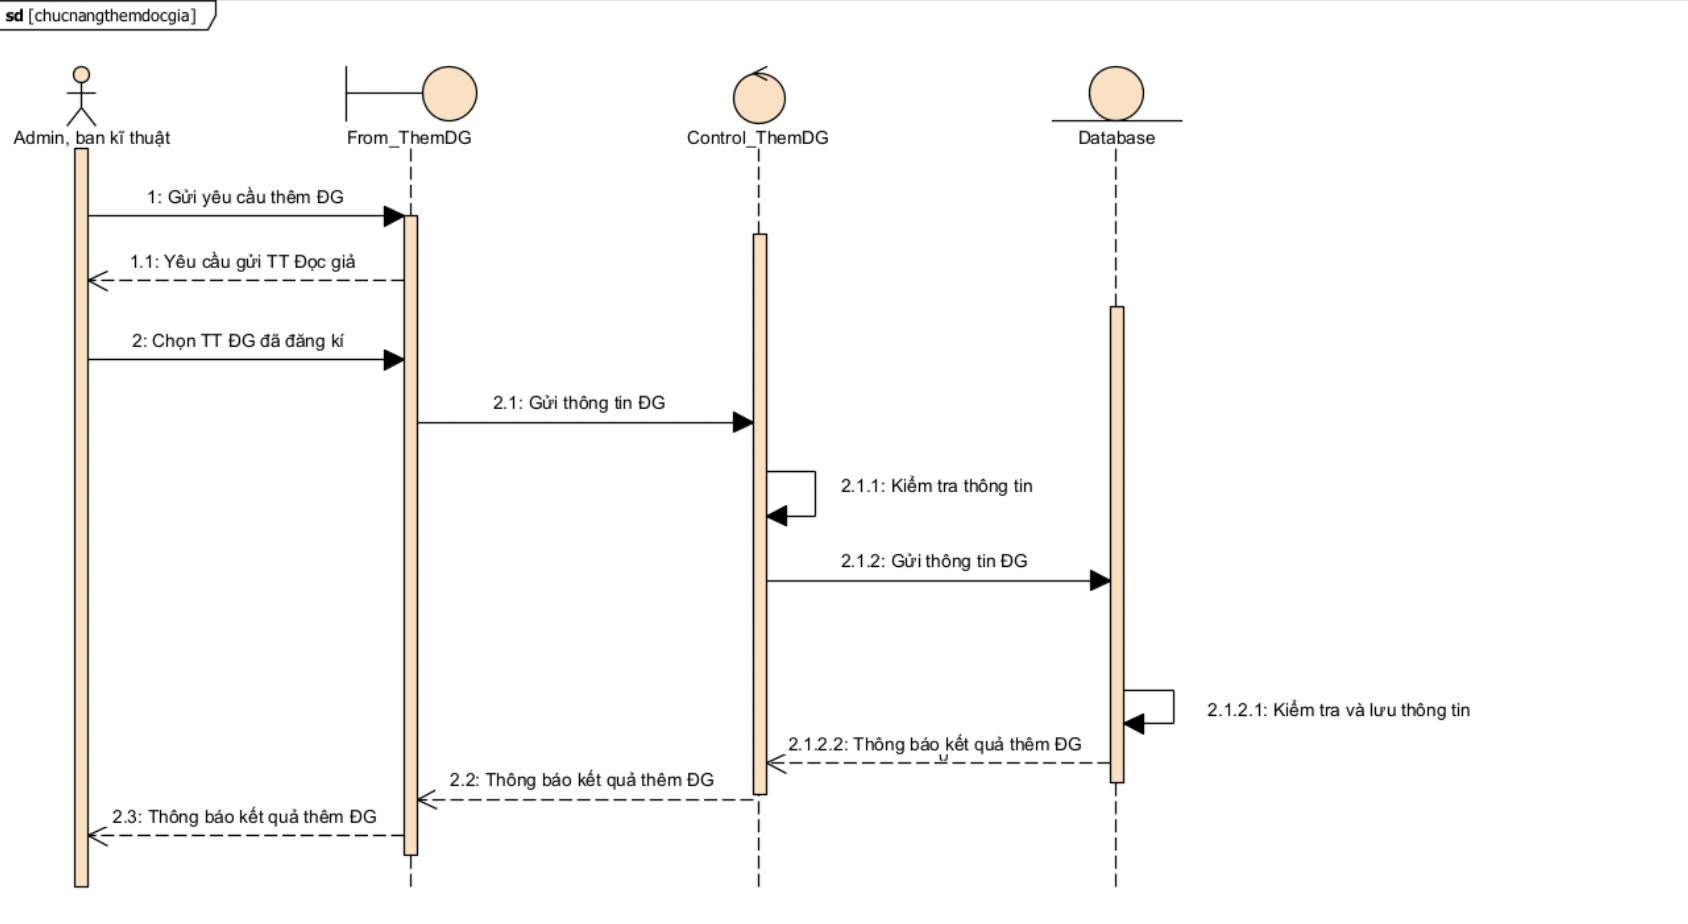 sd [chucnangthemdocgia]
Admin, ban kĩ thuật
From_ThemDG
Control_ThemDG
Database
1: Gửi yêu cầu thêm ĐG
1.1: Yêu cầu gửi TT Đọc giả
2: Chọn TT ĐG đã đăng kí
2.1: Gửi thông tin ĐG
2.1.1: Kiểm tra thông tin
2.1.2: Gửi thông tin ĐG
2.1.2.1: Kiểm tra và lưu thông tin
2.1.2.2: Thông báo kết quả thêm ĐG
2.2: Thông báo kết quả thêm ĐG
2.3: Thông báo kết quả thêm ĐG